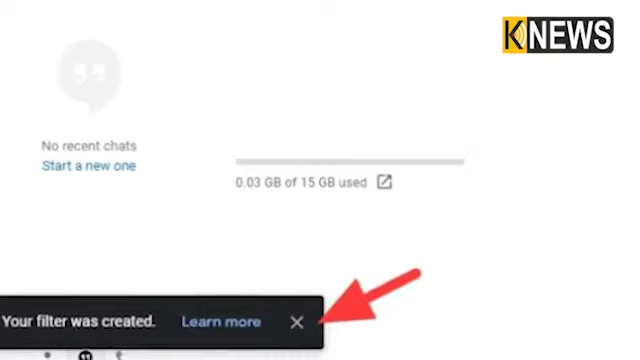 KNEWS
No recent chats
Start a new one
0.03 GB of 15 GB used
Your filter was created. Learn more